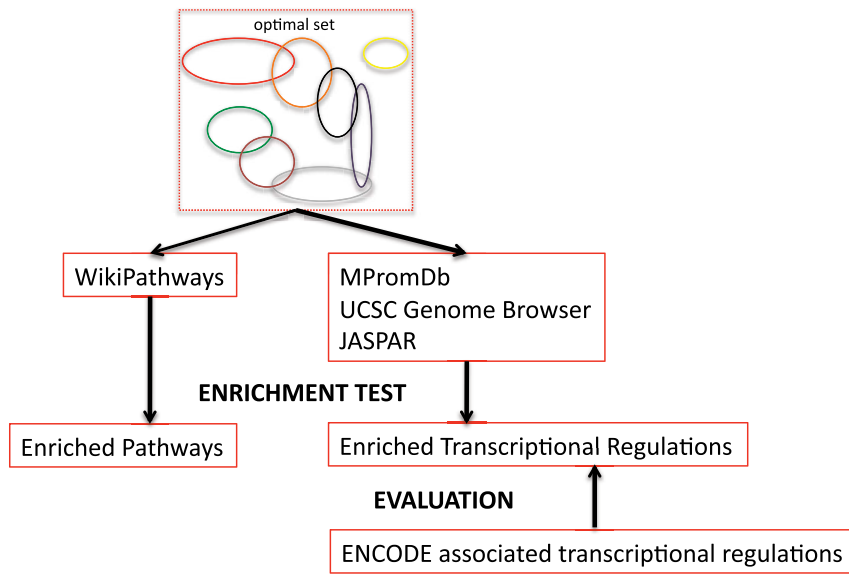 optimal set
WikiPathways
MPromDb
UCSC Genome Browser
JASPAR
ENRICHMENT TEST
Enriched Pathways
Enriched Transcriptional Regulations
EVALUATION
ENCODE associated transcriptional regulations